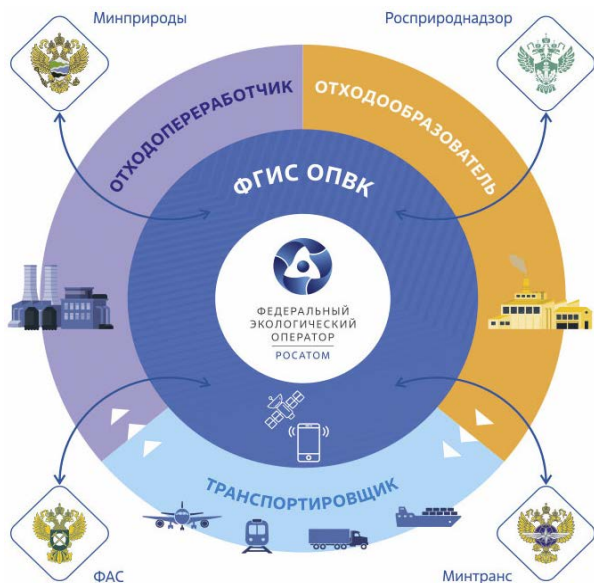 Минприроды
Росприроднадзор
ОТХОДОПЕРЕРАБОТЧИК
ОТХОДООБРАЗОВАТЕЛЬ
ФГИС ОПВК
ФЕДЕРАЛЬНЫЙ
ЭКОЛОГИЧЕСКИЙ
ОПЕРАТОР
РОСАТОМ
ТРАНСПОРТИРОВЩИК
ФАС
Минтранс